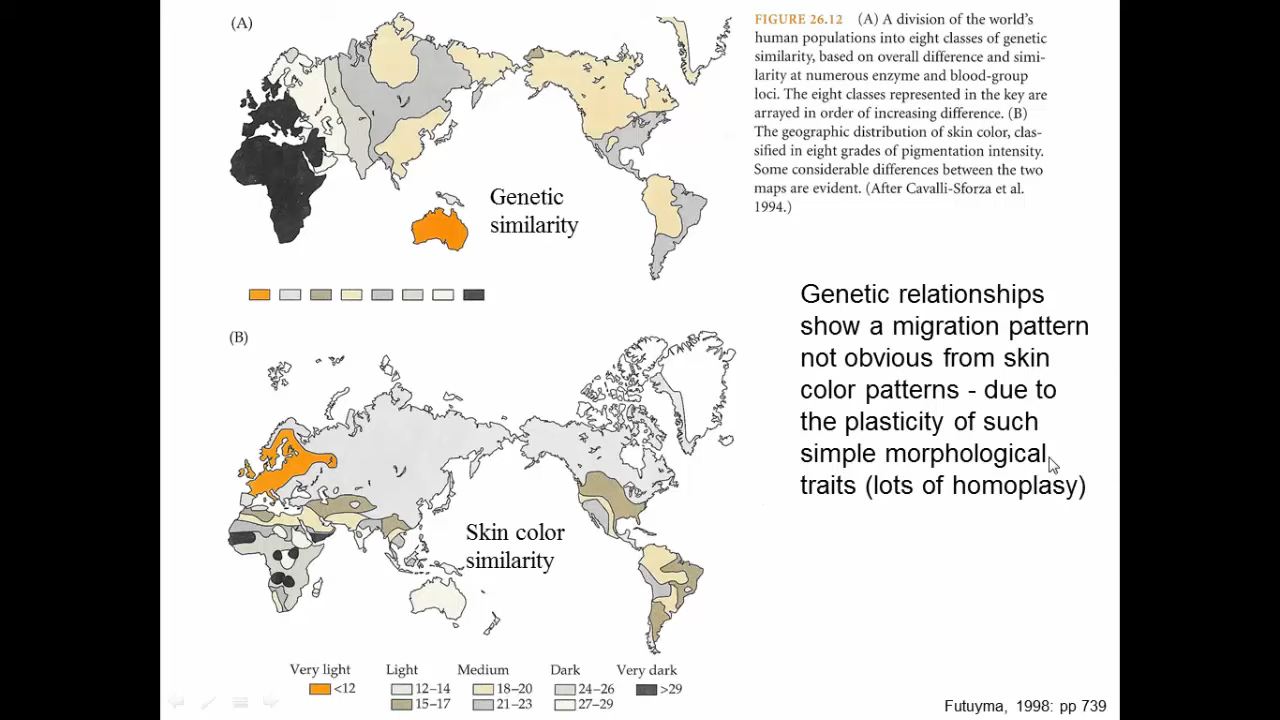 (A)
FIGURE 26.12 (A) A division of the world's
human populations into eight classes of genetic
similarity, based on overall difference and simi-
larity at numerous enzyme and blood-group
loci. The eight classes represented in the key are
arrayed in order of increasing difference. (B)
The geographic distribution of skin color, clas-
sified in eight grades of pigmentation intensity.
Some considerable differences between the two
maps are evident. (After Cavalli-Sforza et al.
1994.)
Genetic
similarity
Genetic relationships
show a migration pattern
not obvious from skin
color patterns - due to
the plasticity of such
simple morphological
traits (lots of homoplasy)
(B)
Skin color
similarity
Very light
<12
Light
12–14
15–17
Medium
18–20
21–23
Dark
24–26
27–29
Very dark
>29
Futuyma, 1998: pp 739